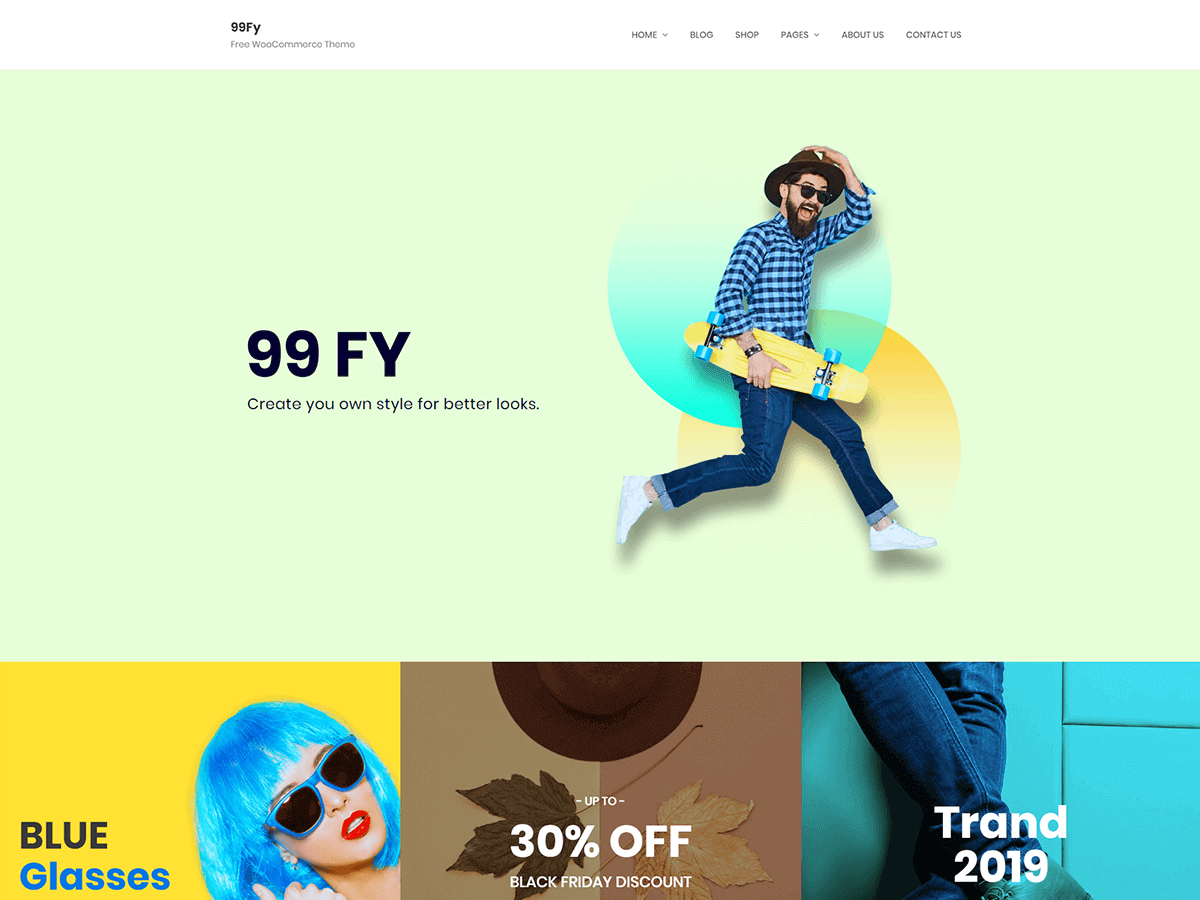 99Fy
Free WooCommerce Theme
HOME
BLOG
SHOP
PAGES
ABOUT US
CONTACT US
99 FY
Create you own style for better looks.
BLUE
Glasses
- UP TO -
30% OFF
BLACK FRIDAY DISCOUNT
Trand
2019